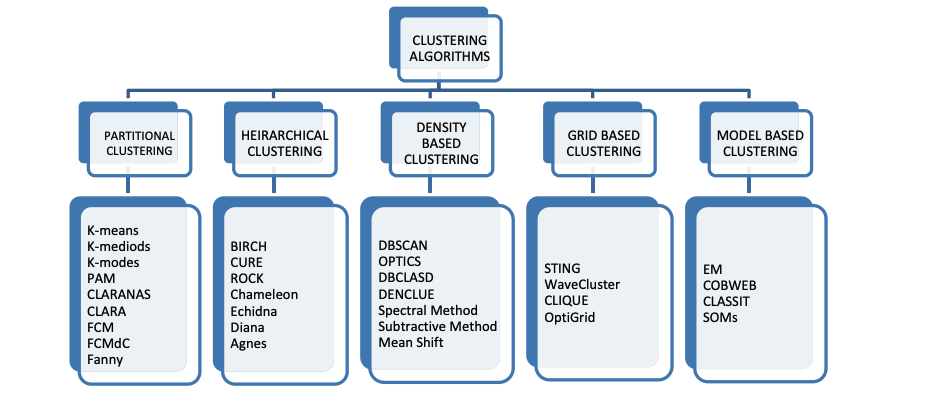 CLUSTERING
ALGORITHMS
PARTITIONAL
CLUSTERING
HEIRARCHICAL
CLUSTERING
DENSITY
BASED
CLUSTERING
GRID BASED
CLUSTERING
MODEL BASED
CLUSTERING
K-means
K-mediods
K-modes
PAM
CLARANAS
CLARA
FCM
FCMdC
Fanny
BIRCH
CURE
ROCK
Chameleon
Echidna
Diana
Agnes
DBSCAN
OPTICS
DBCLASD
DENCLUE
Spectral Method
Subtractive Method
Mean Shift
STING
WaveCluster
CLIQUE
OptiGrid
EM
COBWEB
CLASSIT
SOMs